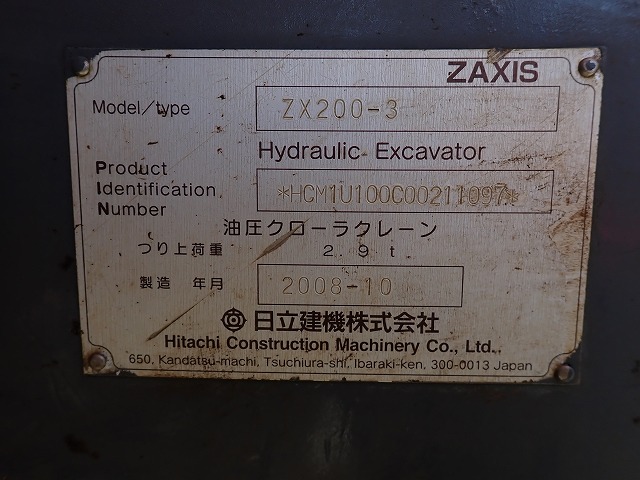 ZAXIS
Model/type ZX200-3
Hydraulic Excavator
Product
Identification
Number *HCM1U100C00211097*
油圧クローラクレーン
つり上荷重 2.9 t
製造 年月 2008-10
日立建機株式会社
Hitachi Construction Machinery Co., Ltd.
650, Kandatsu-machi, Tsuchiura-shi, Ibaraki-ken, 300-0013 Japan